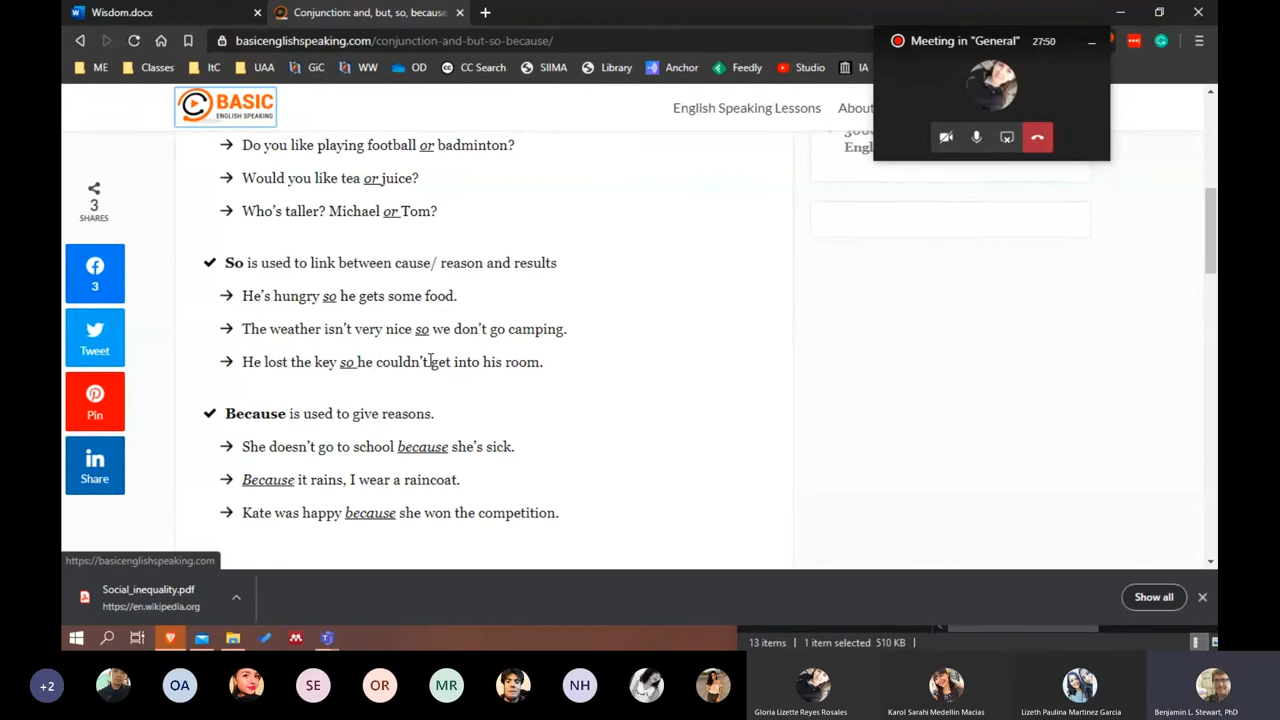 Wisdom.docx
Conjunction: and, but, so, because
basicenglishspeaking.com/conjunction-and-but-so-because/
Meeting in "General" 27:50
ME Classes ItC UAA GiC WW OD CC Search SIIMA Library Anchor Feedly Studio IA
BASIC
ENGLISH SPEAKING
English Speaking Lessons About
Engl
Do you like playing football or badminton?
Would you like tea or juice?
Who's taller? Michael or Tom?
3
SHARES
So is used to link between cause/ reason and results
He's hungry so he gets some food.
The weather isn't very nice so we don't go camping.
He lost the key so he couldn't get into his room.
3
Tweet
Pin
Share
Because is used to give reasons.
She doesn't go to school because she's sick.
Because it rains, I wear a raincoat.
Kate was happy because she won the competition.
https://basicenglishspeaking.com
Social_inequality.pdf
https://en.wikipedia.org
Show all
13 items 1 item selected 510 KB
+2 OA SE OR MR NH
Gloria Lizette Reyes Rosales
Karol Sarahi Medellin Macias
Lizeth Paulina Martinez Garcia
Benjamin L. Stewart, PhD